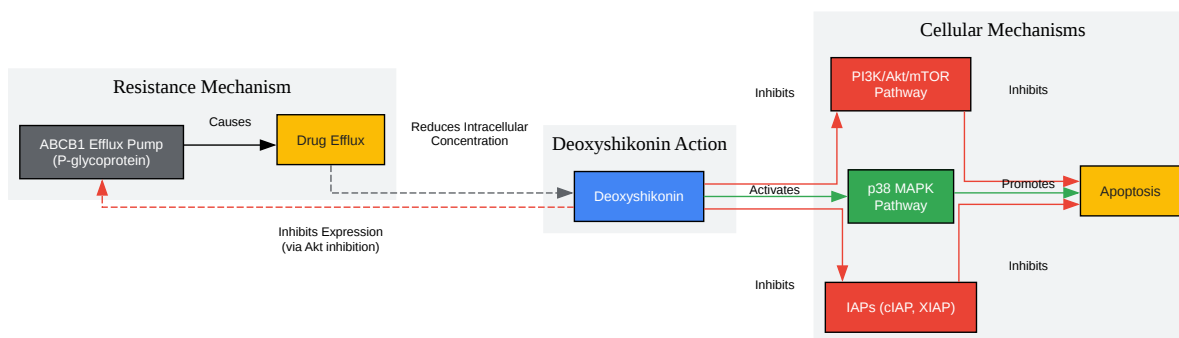 Cellular Mechanisms
Resistance Mechanism
PI3K/Akt/mTOR
Pathway
Inhibits
Inhibits
ABCB1 Efflux Pump
(P-glycoprotein)
Causes
Drug Efflux
Reduces Intracellular
Concentration
Deoxyshikonin Action
Deoxyshikonin
Activates
p38 MAPK
Pathway
Promotes
Apoptosis
Inhibits Expression
(via Akt inhibition)
Inhibits
Inhibits
IAPs (cIAP, XIAP)